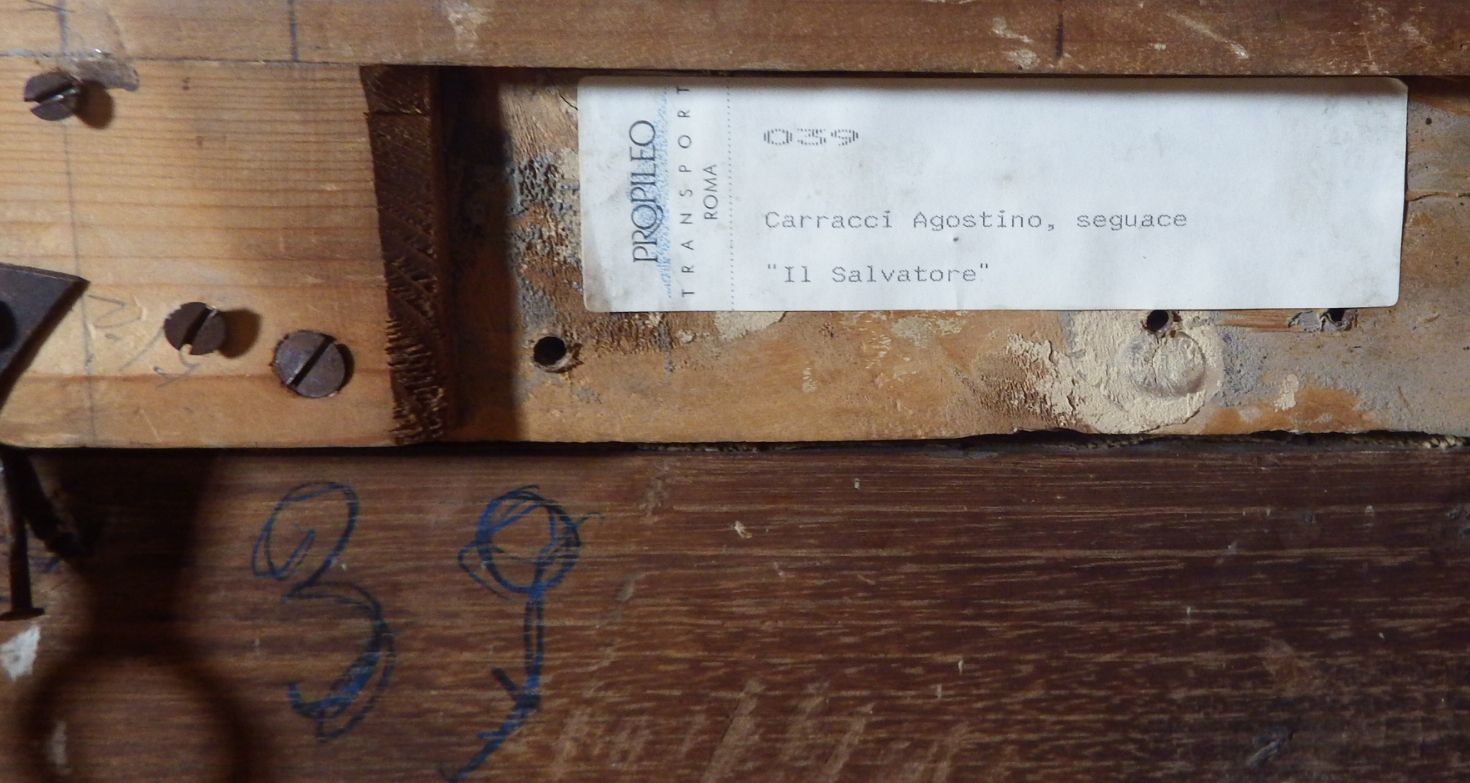 PROPILEO
TRANSPORT
ROMA
039
Carracci Agostino, seguace
"Il Salvatore"
39